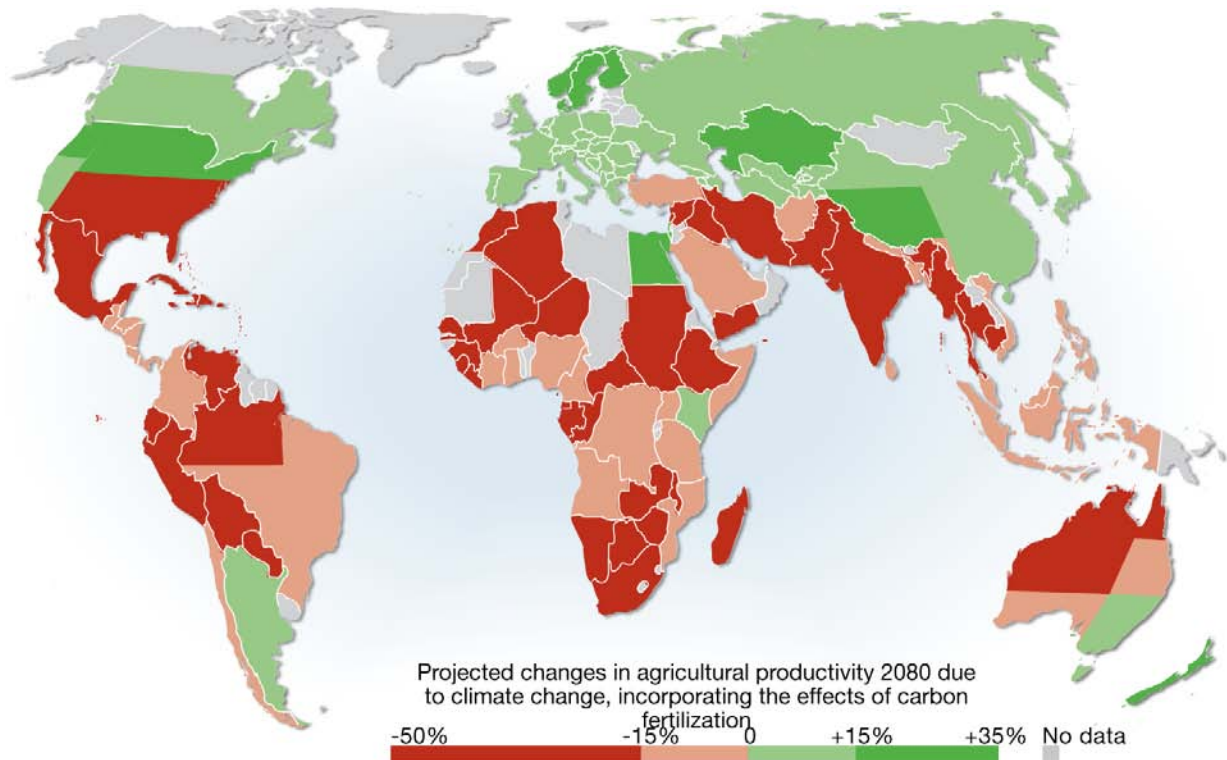 Projected changes in agricultural productivity 2080 due
to climate change, incorporating the effects of carbon
fertilization
-50% -15% 0 +15% +35% No data